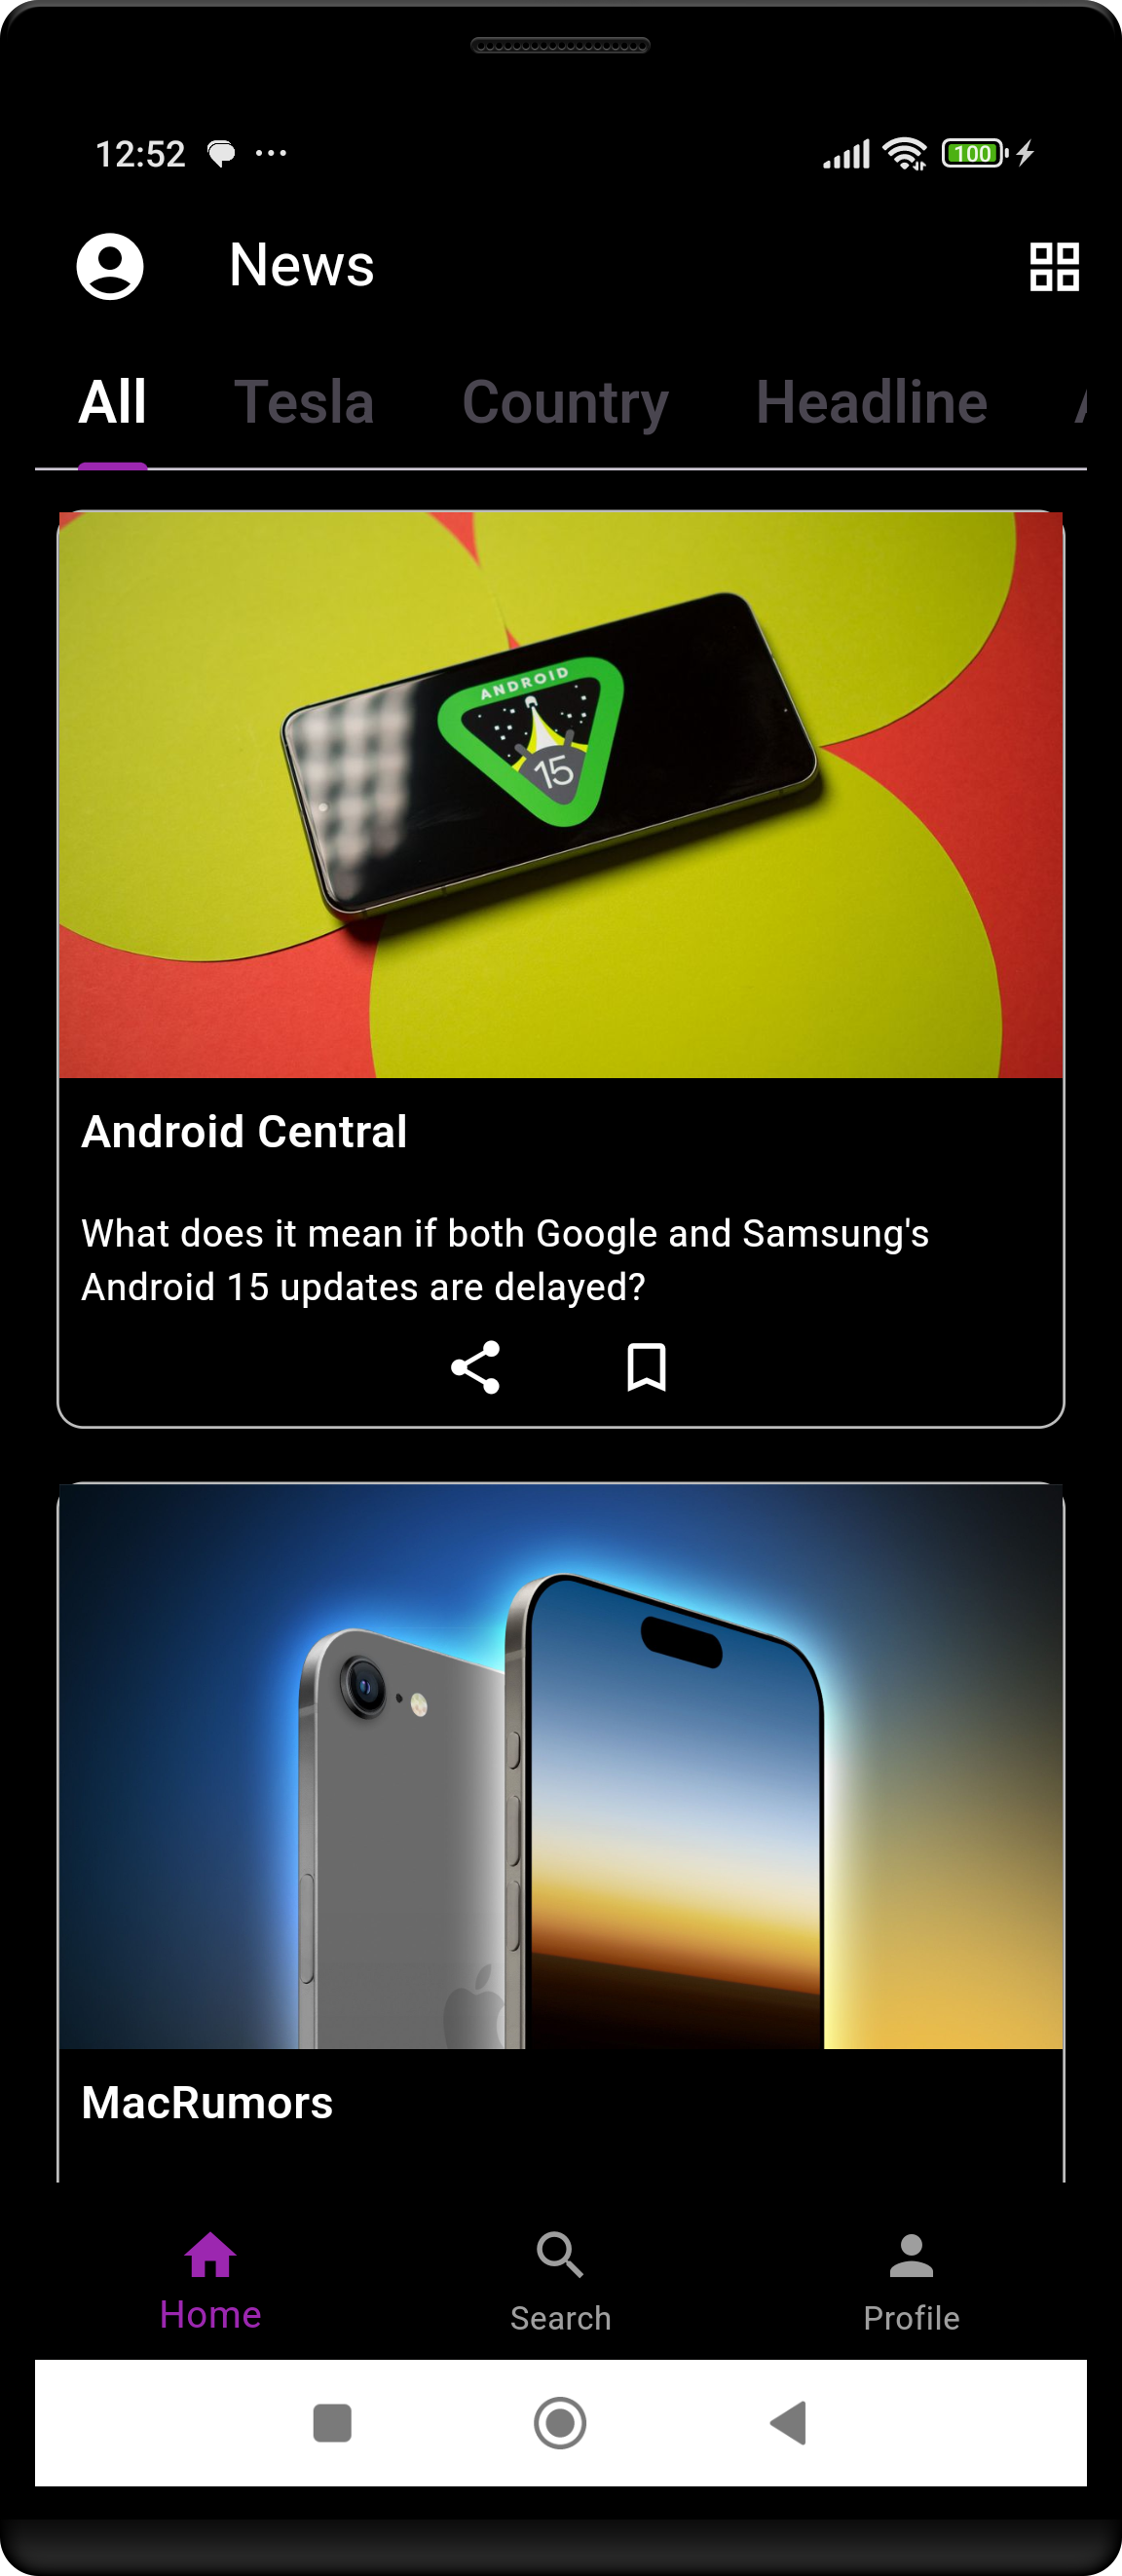 12:52
100
News
All Tesla Country Headline
ANDROID
15
Android Central
What does it mean if both Google and Samsung's
Android 15 updates are delayed?
MacRumors
Home Search Profile